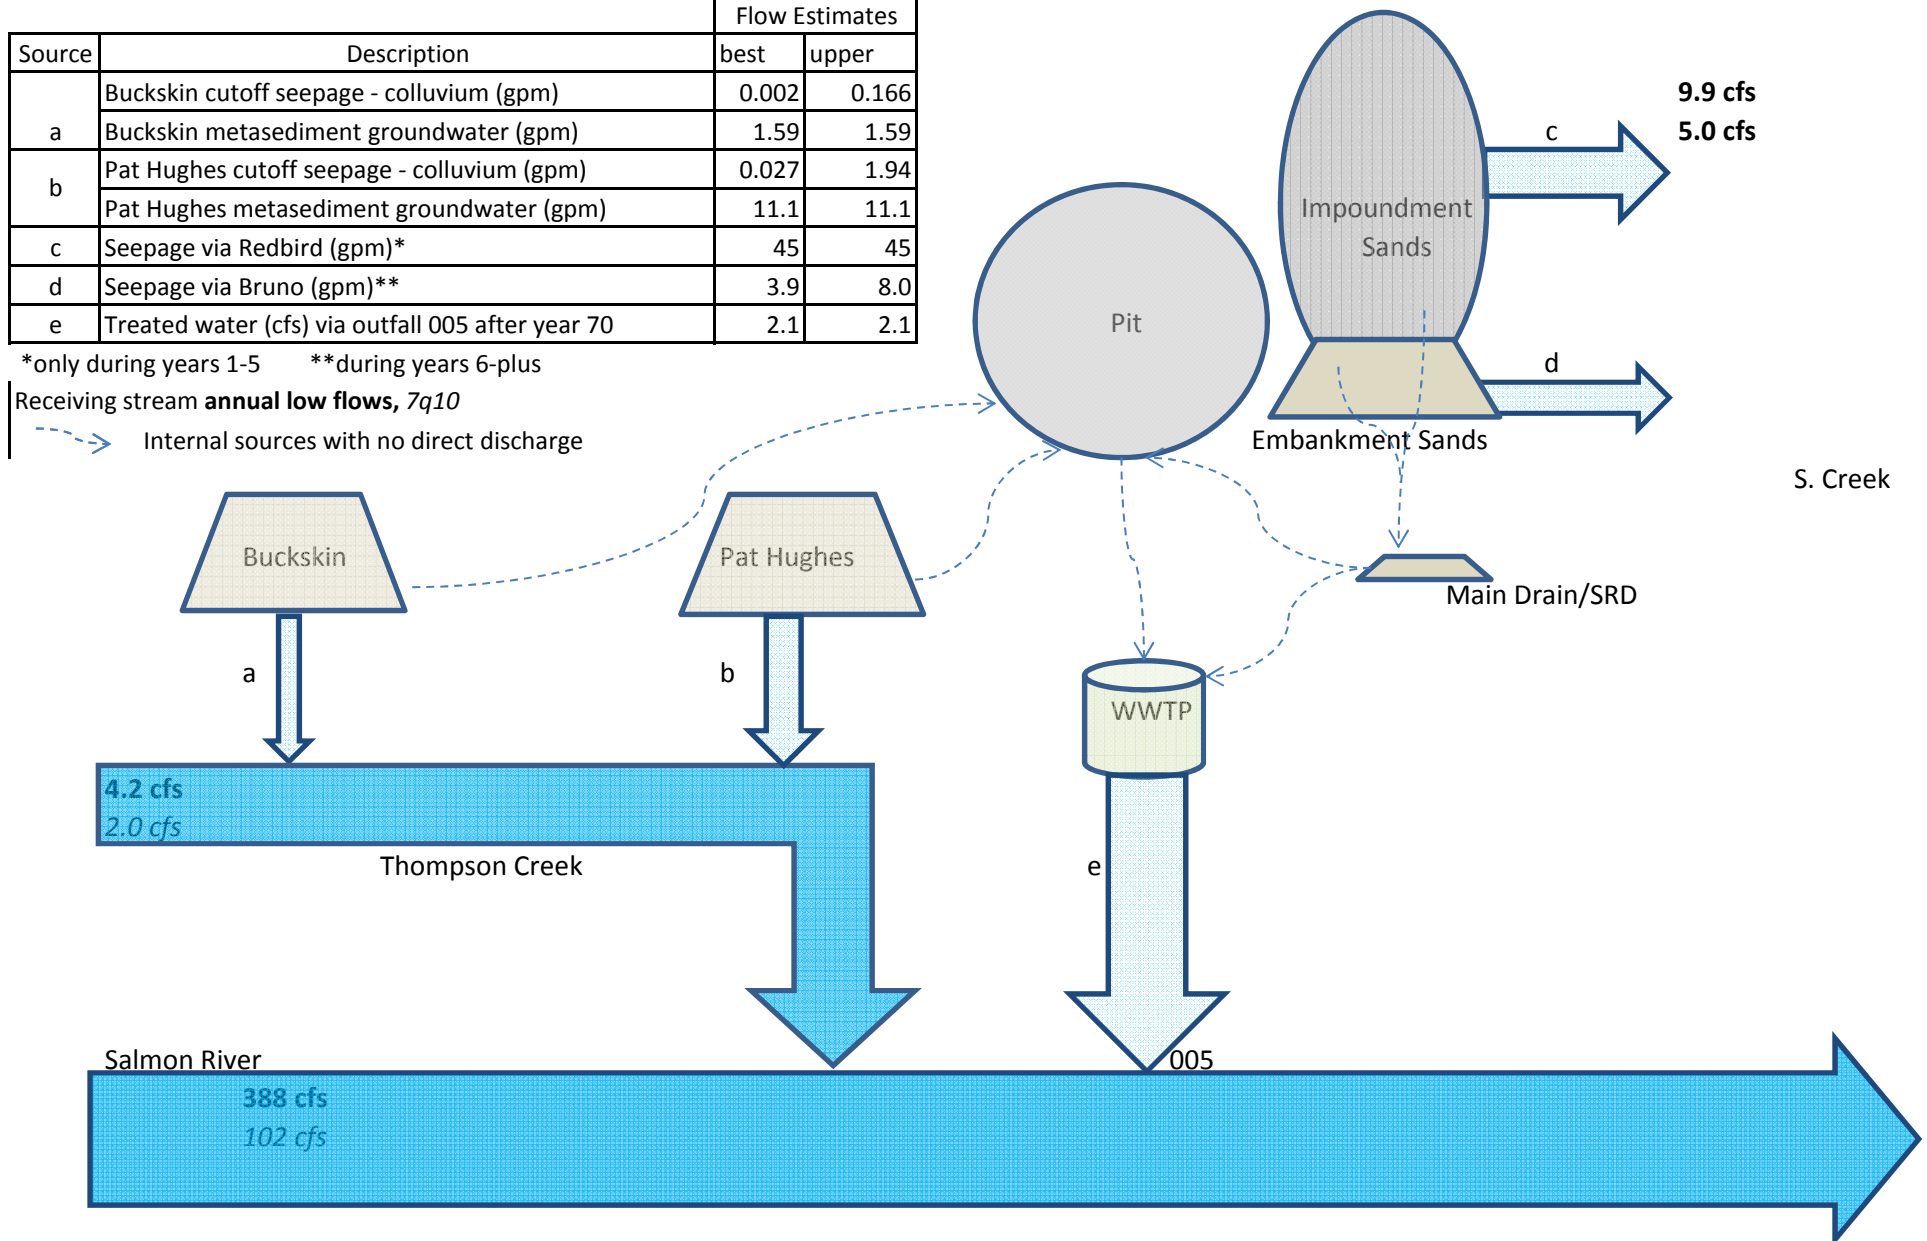 Flow Estimates
Source Description best upper
Buckskin cutoff seepage - colluvium (gpm) 0.002 0.166
a Buckskin metasediment groundwater (gpm) 1.59 1.59
b Pat Hughes cutoff seepage - colluvium (gpm) 0.027 1.94
Pat Hughes metasediment groundwater (gpm) 11.1 11.1
c Seepage via Redbird (gpm)* 45 45
d Seepage via Bruno (gpm)** 3.9 8.0
e Treated water (cfs) via outfall 005 after year 70 2.1 2.1
*only during years 1-5 **during years 6-plus
Receiving stream annual low flows, 7q10
Internal sources with no direct discharge
9.9 cfs
c 5.0 cfs
Impoundment
Sands
Pit
d
Embankment Sands
S. Creek
Buckskin
Pat Hughes
Main Drain/SRD
a
b
WWTP
4.2 cfs
2.0 cfs
Thompson Creek
e
Salmon River
005
388 cfs
102 cfs